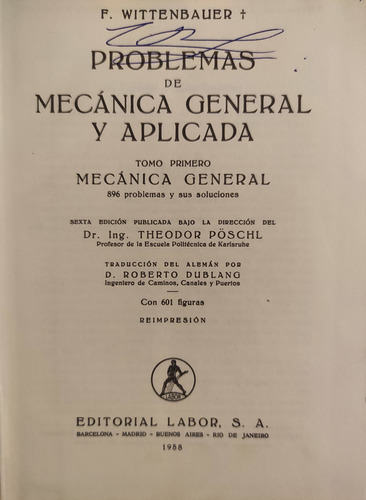 F. WITTENBAUER †
PROBLEMAS
DE
MECÁNICA GENERAL
Y APLICADA
TOMO PRIMERO
MECÁNICA GENERAL
896 problemas y sus soluciones
SEXTA EDICIÓN PUBLICADA BAJO LA DIRECCIÓN DEL
Dr. Ing. THEODOR PÖSCHL
Profesor de la Escuela Politécnica de Karlsruhe
TRADUCCIÓN DEL ALEMÁN POR
D. ROBERTO DUBLANG
Ingeniero de Caminos, Canales y Puertos
Con 601 figuras
REIMPRESIÓN
LABOR
EDITORIAL LABOR, S. A.
BARCELONA - MADRID - BUENOS AIRES - RIO DE JANEIRO
1958